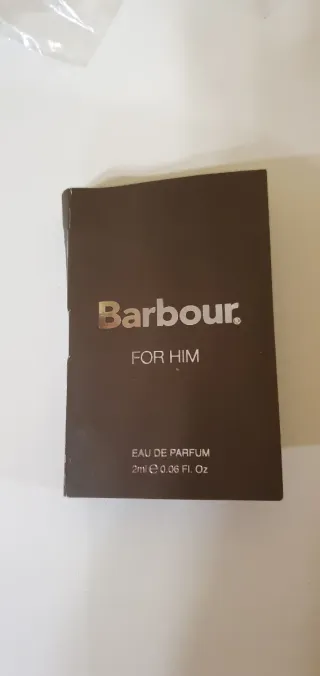 Barbour®
FOR HIM
EAU DE PARFUM
2ml ℮ 0.06 Fl. Oz